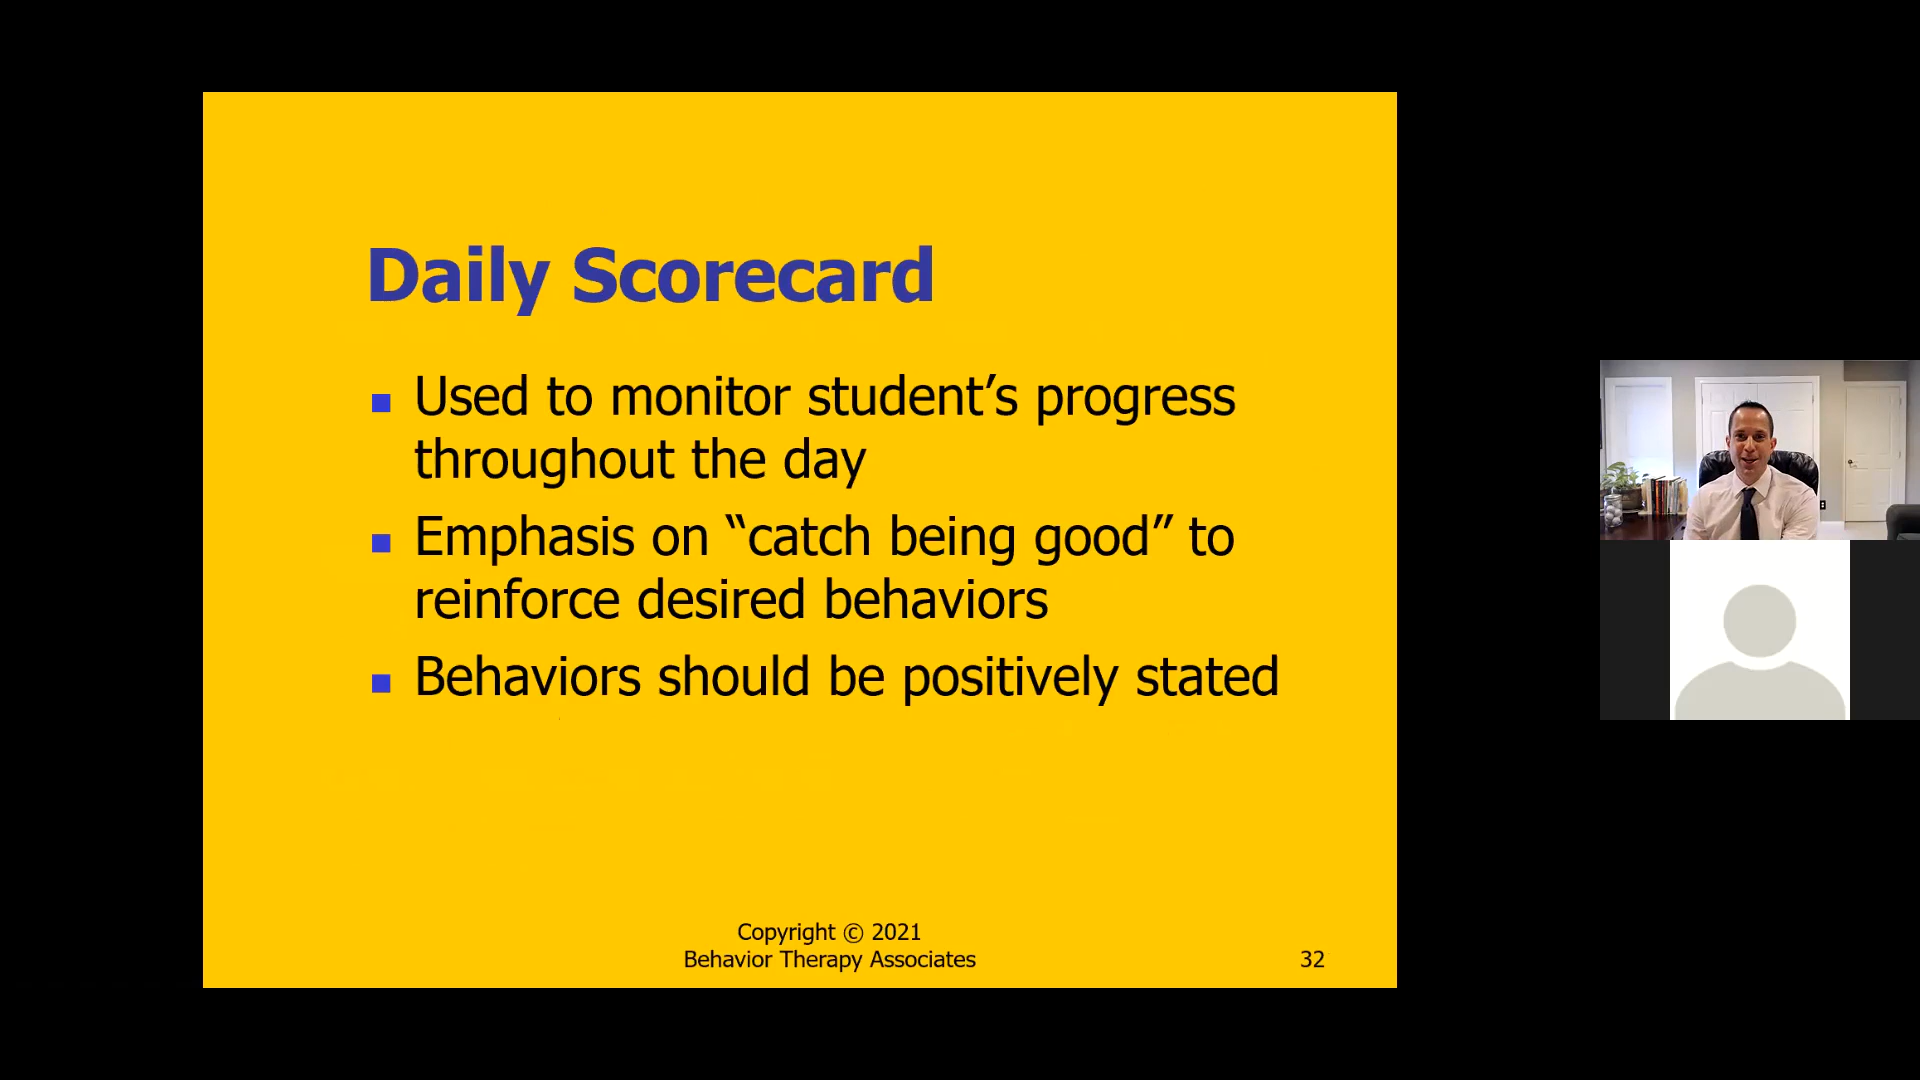 Daily Scorecard
Used to monitor student’s progress
throughout the day
Emphasis on “catch being good” to
reinforce desired behaviors
Behaviors should be positively stated
Copyright © 2021
Behavior Therapy Associates
32